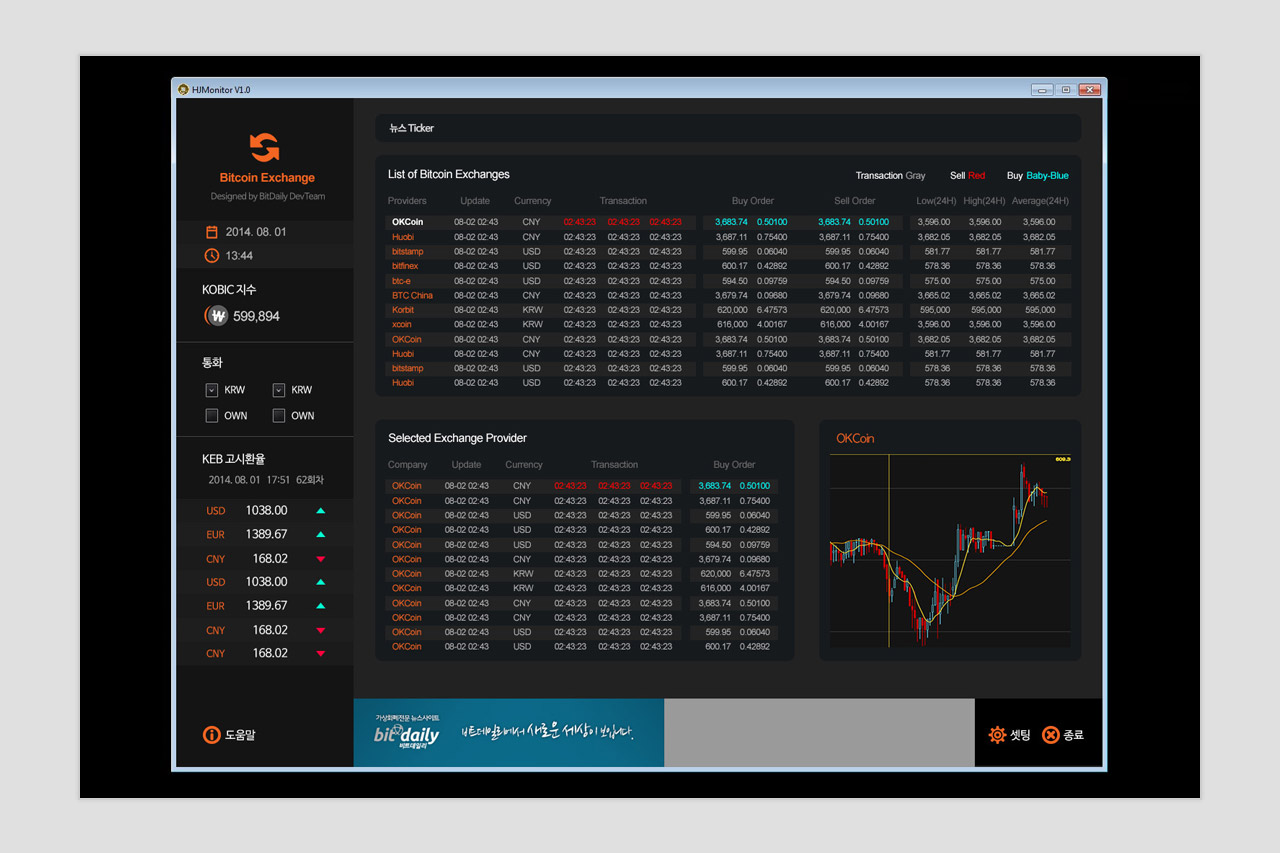 HJMonitor V1.0
Bitcoin Exchange
Designed by BitDaily DevTeam
2014. 08. 01
13:44
KOBIC 지수
599,894
통화
KRW KRW
OWN OWN
KEB 고시환율
2014. 08. 01 17:51 62회차
USD 1038.00
EUR 1389.67
CNY 168.02
USD 1038.00
EUR 1389.67
CNY 168.02
CNY 168.02
도움말
뉴스 Ticker
List of Bitcoin Exchanges
Transaction Gray Sell Red Buy Baby-Blue
Providers Update Currency Transaction Buy Order Sell Order Low(24H) High(24H) Average(24H)
OKCoin 08-02 02:43 CNY 02:43:23 02:43:23 02:43:23 3,683.74 0.50100 3,683.74 0.50100 3,596.00 3,596.00 3,596.00
Huobi 08-02 02:43 CNY 02:43:23 02:43:23 02:43:23 3,687.11 0.75400 3,687.11 0.75400 3,682.05 3,682.05 3,682.05
bitstamp 08-02 02:43 USD 02:43:23 02:43:23 02:43:23 599.95 0.06040 599.95 0.06040 581.77 581.77 581.77
bitfinex 08-02 02:43 USD 02:43:23 02:43:23 02:43:23 600.17 0.42892 600.17 0.42892 578.36 578.36 578.36
btc-e 08-02 02:43 USD 02:43:23 02:43:23 02:43:23 594.50 0.09759 594.50 0.09759 575.00 575.00 575.00
BTC China 08-02 02:43 CNY 02:43:23 02:43:23 02:43:23 3,679.74 0.09680 3,679.74 0.09680 3,665.02 3,665.02 3,665.02
Korbit 08-02 02:43 KRW 02:43:23 02:43:23 02:43:23 620,000 6.47573 620,000 6.47573 595,000 595,000 595,000
xcoin 08-02 02:43 KRW 02:43:23 02:43:23 02:43:23 616,000 4.00167 616,000 4.00167 3,596.00 3,596.00 3,596.00
OKCoin 08-02 02:43 CNY 02:43:23 02:43:23 02:43:23 3,683.74 0.50100 3,683.74 0.50100 3,682.05 3,682.05 3,682.05
Huobi 08-02 02:43 CNY 02:43:23 02:43:23 02:43:23 3,687.11 0.75400 3,687.11 0.75400 581.77 581.77 581.77
bitstamp 08-02 02:43 USD 02:43:23 02:43:23 02:43:23 599.95 0.06040 599.95 0.06040 578.36 578.36 578.36
Huobi 08-02 02:43 USD 02:43:23 02:43:23 02:43:23 600.17 0.42892 600.17 0.42892 578.36 578.36 578.36
Selected Exchange Provider
Company Update Currency Transaction Buy Order
OKCoin 08-02 02:43 CNY 02:43:23 02:43:23 02:43:23 3,683.74 0.50100
OKCoin 08-02 02:43 CNY 02:43:23 02:43:23 02:43:23 3,687.11 0.75400
OKCoin 08-02 02:43 USD 02:43:23 02:43:23 02:43:23 599.95 0.06040
OKCoin 08-02 02:43 USD 02:43:23 02:43:23 02:43:23 600.17 0.42892
OKCoin 08-02 02:43 USD 02:43:23 02:43:23 02:43:23 594.50 0.09759
OKCoin 08-02 02:43 CNY 02:43:23 02:43:23 02:43:23 3,679.74 0.09680
OKCoin 08-02 02:43 KRW 02:43:23 02:43:23 02:43:23 620,000 6.47573
OKCoin 08-02 02:43 KRW 02:43:23 02:43:23 02:43:23 616,000 4.00167
OKCoin 08-02 02:43 CNY 02:43:23 02:43:23 02:43:23 3,683.74 0.50100
OKCoin 08-02 02:43 CNY 02:43:23 02:43:23 02:43:23 3,687.11 0.75400
OKCoin 08-02 02:43 USD 02:43:23 02:43:23 02:43:23 599.95 0.06040
OKCoin 08-02 02:43 USD 02:43:23 02:43:23 02:43:23 600.17 0.42892
OKCoin
가상화폐전문 뉴스사이트
bit daily
비트데일리
비트데일리에서 새로운 세상이 보입니다.
셋팅
종료